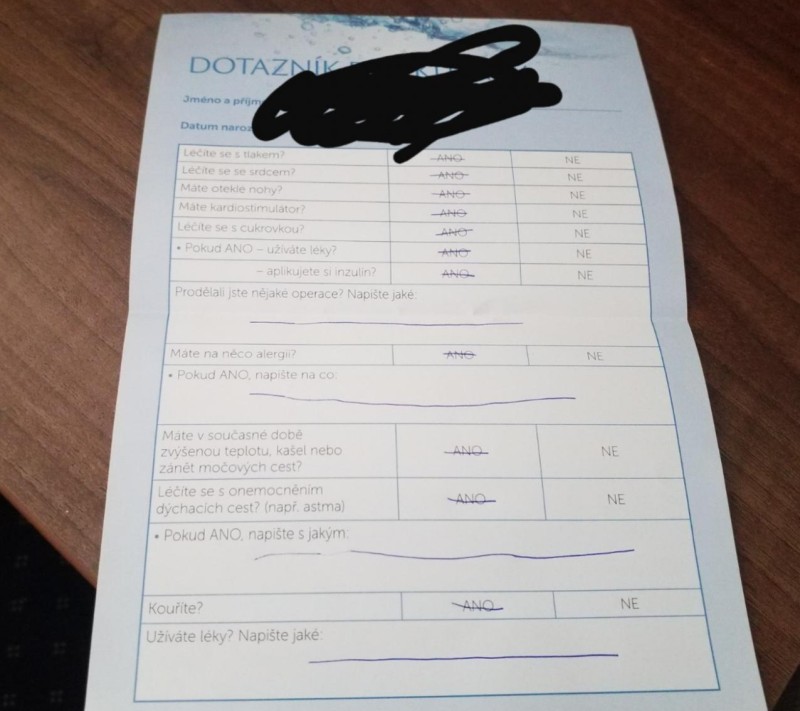 DOTAZNÍK
Jméno a příjm
Datum naroz
Léčíte se s tlakem? ANO NE
Léčíte se se srdcem? ANO NE
Máte oteklé nohy? ANO NE
Máte kardiostimulátor? ANO NE
Léčíte se s cukrovkou? ANO NE
• Pokud ANO – užíváte léky? ANO NE
– aplikujete si inzulín? ANO NE
Prodělali jste nějaké operace? Napište jaké:
Máte na něco alergii? ANO NE
• Pokud ANO, napište na co:
Máte v současné době
zvýšenou teplotu, kašel nebo ANO NE
zánět močových cest?
Léčíte se s onemocněním
dýchacích cest? (např. astma) ANO NE
• Pokud ANO, napište s jakým:
Kouříte? ANO NE
Užíváte léky? Napište jaké: